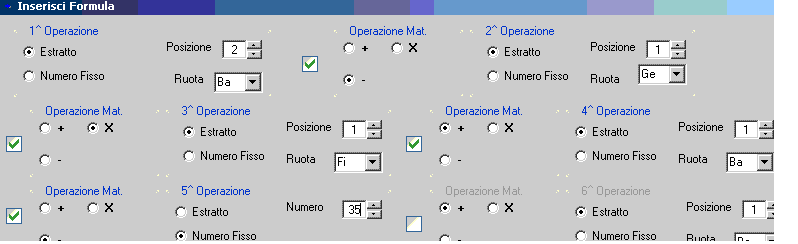 Inserisci Formula
1^ Operazione Operazione Mat. 2^ Operazione
Estratto Posizione 2 + X Estratto Posizione 1
Numero Fisso Ruota Ba - Numero Fisso Ruota Ge
Operazione Mat. 3^ Operazione Operazione Mat. 4^ Operazione
+ X Estratto Posizione 1 + X Estratto Posizione 1
- Numero Fisso Ruota Fi - Numero Fisso Ruota Ba
Operazione Mat. 5^ Operazione Operazione Mat. 6^ Operazione
+ X Estratto Numero 35 + X Estratto Posizione 1
- Numero Fisso - Numero Fisso Ruota